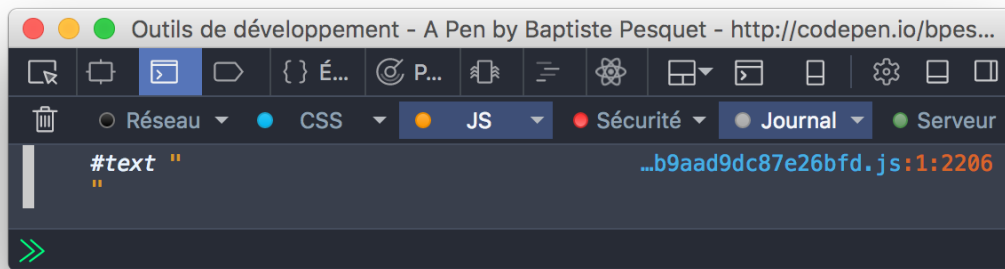 Outils de développement - A Pen by Baptiste Pesquet - http://codepen.io/bpes...
{ } É... P...
Réseau CSS JS Sécurité Journal Serveur
#text " …b9aad9dc87e26bfd.js:1:2206
"